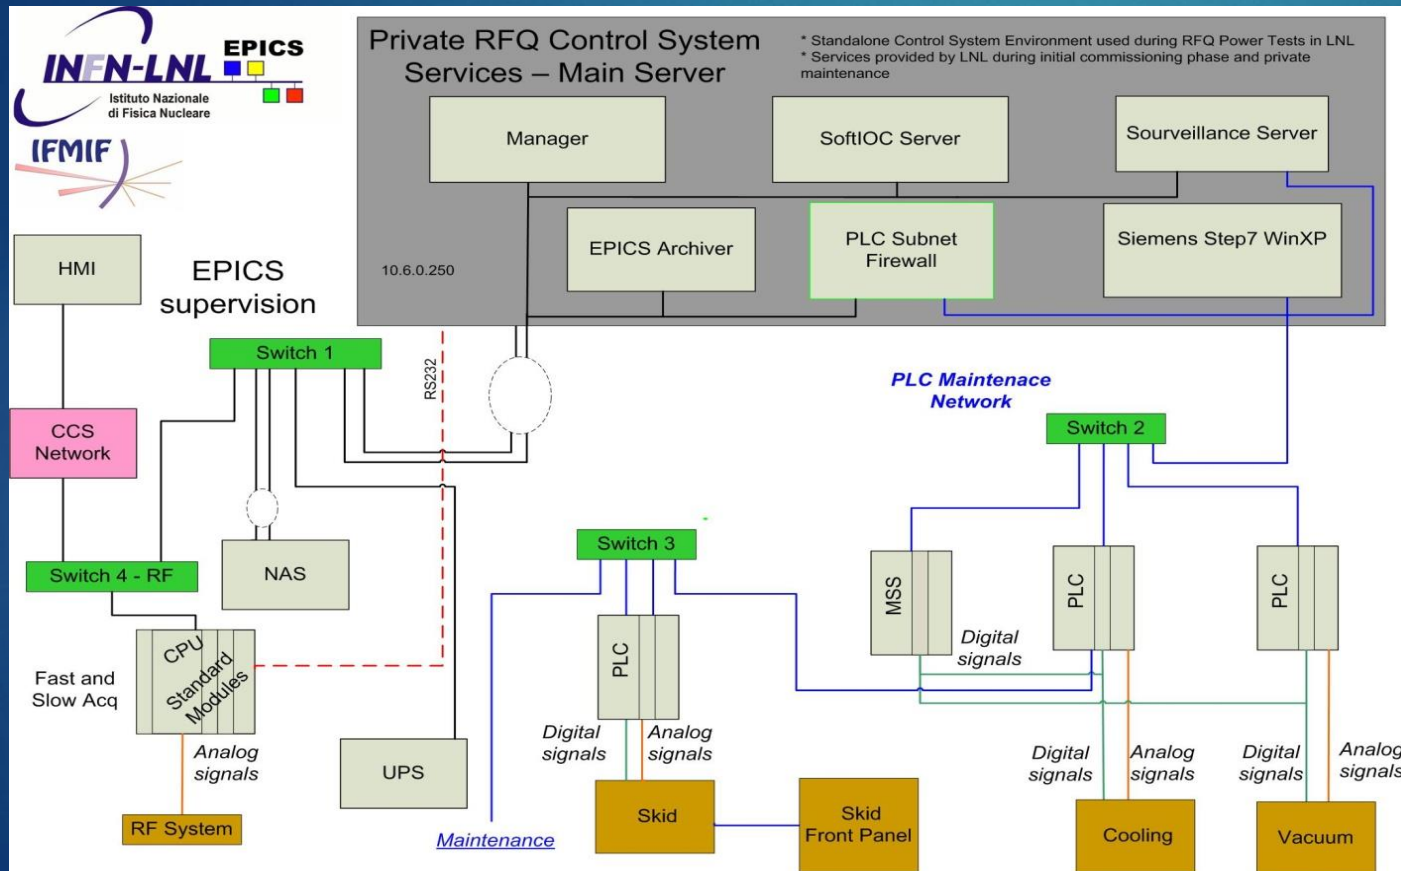 INFN-LNL
EPICS
Istituto Nazionale
di Fisica Nucleare
IFMIF
Private RFQ Control System
Services – Main Server
* Standalone Control System Environment used during RFQ Power Tests in LNL
* Services provided by LNL during initial commissioning phase and private
maintenance
Manager
SoftIOC Server
Sourveillance Server
EPICS Archiver
PLC Subnet
Firewall
Siemens Step7 WinXP
10.6.0.250
HMI
EPICS
supervision
Switch 1
RS232
PLC Maintenace
Network
CCS
Network
Switch 2
Switch 3
Switch 4 - RF
NAS
MSS
PLC
PLC
CPU
Standard
Modules
Fast and
Slow Acq
PLC
Digital
signals
Analog
signals
UPS
Digital
signals
Analog
signals
Digital
signals
Analog
signals
Digital
signals
Analog
signals
RF System
Maintenance
Skid
Skid
Front Panel
Cooling
Vacuum